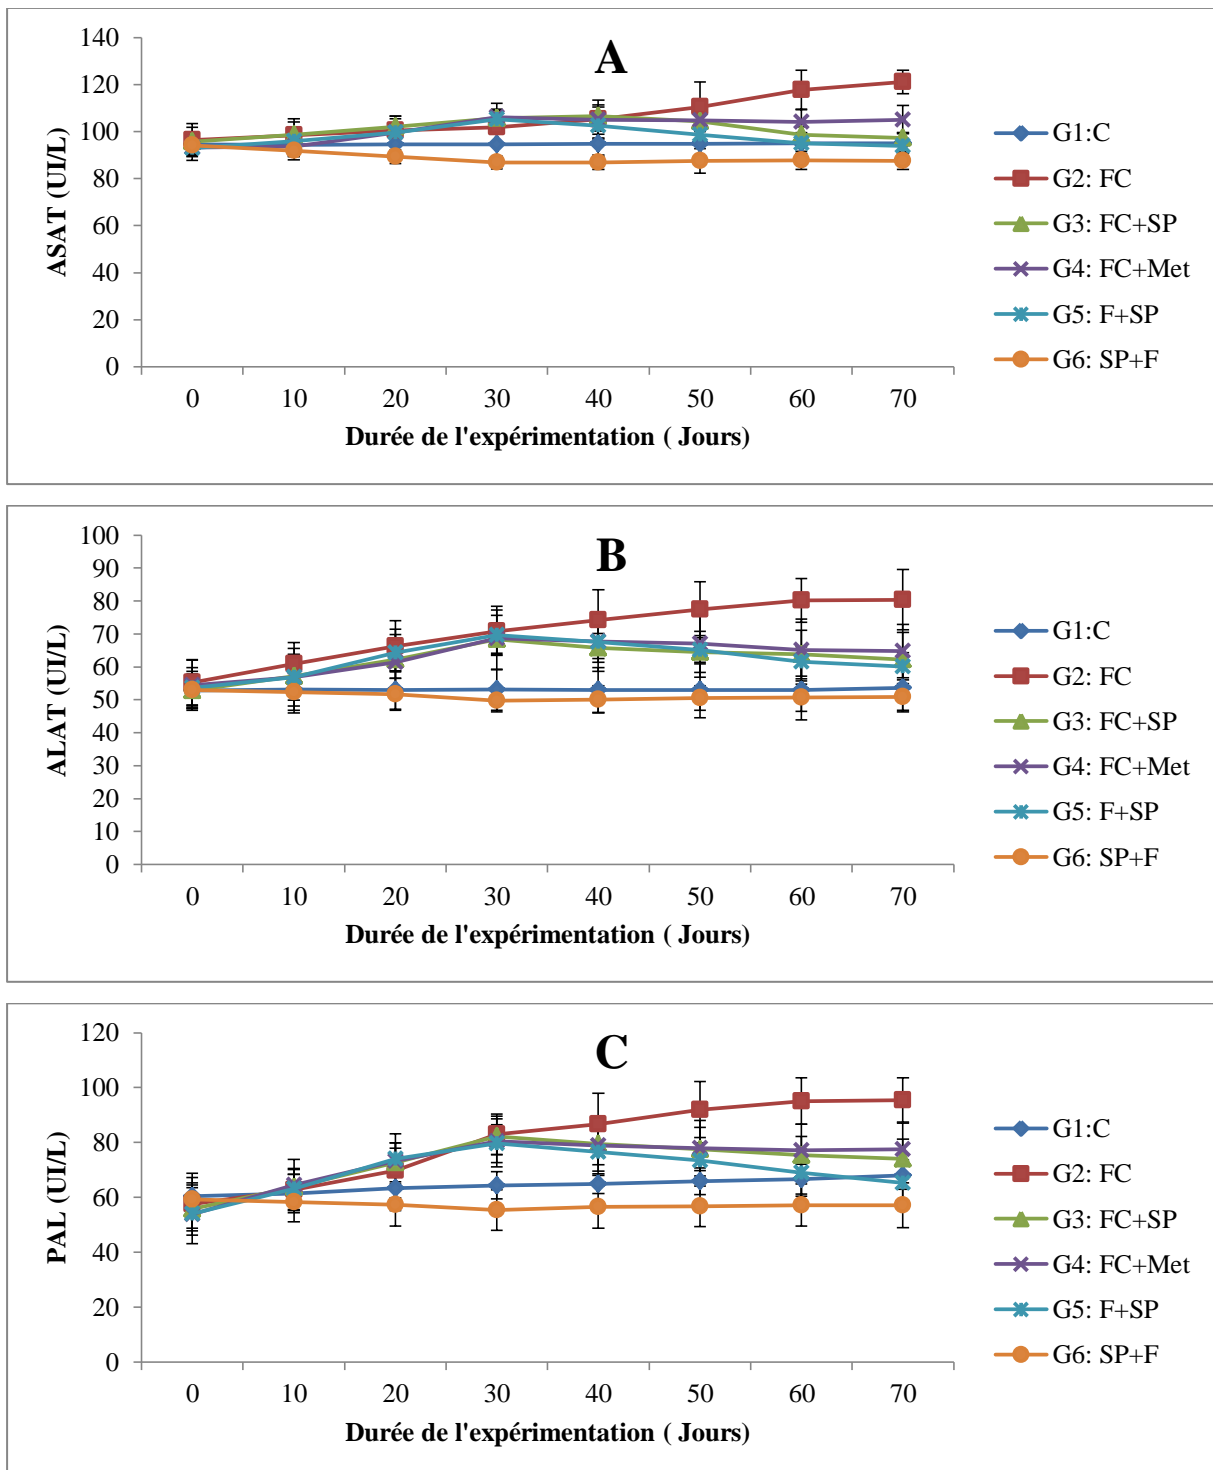 A
ASAT (UI/L)
140
120
100
80
60
40
20
0
0 10 20 30 40 50 60 70
Durée de l'expérimentation ( Jours)
G1:C
G2: FC
G3: FC+SP
G4: FC+Met
G5: F+SP
G6: SP+F
B
ALAT (UI/L)
100
90
80
70
60
50
40
30
20
10
0
0 10 20 30 40 50 60 70
Durée de l'expérimentation ( Jours)
G1:C
G2: FC
G3: FC+SP
G4: FC+Met
G5: F+SP
G6: SP+F
C
PAL (UI/L)
120
100
80
60
40
20
0
0 10 20 30 40 50 60 70
Durée de l'expérimentation ( Jours)
G1:C
G2: FC
G3: FC+SP
G4: FC+Met
G5: F+SP
G6: SP+F